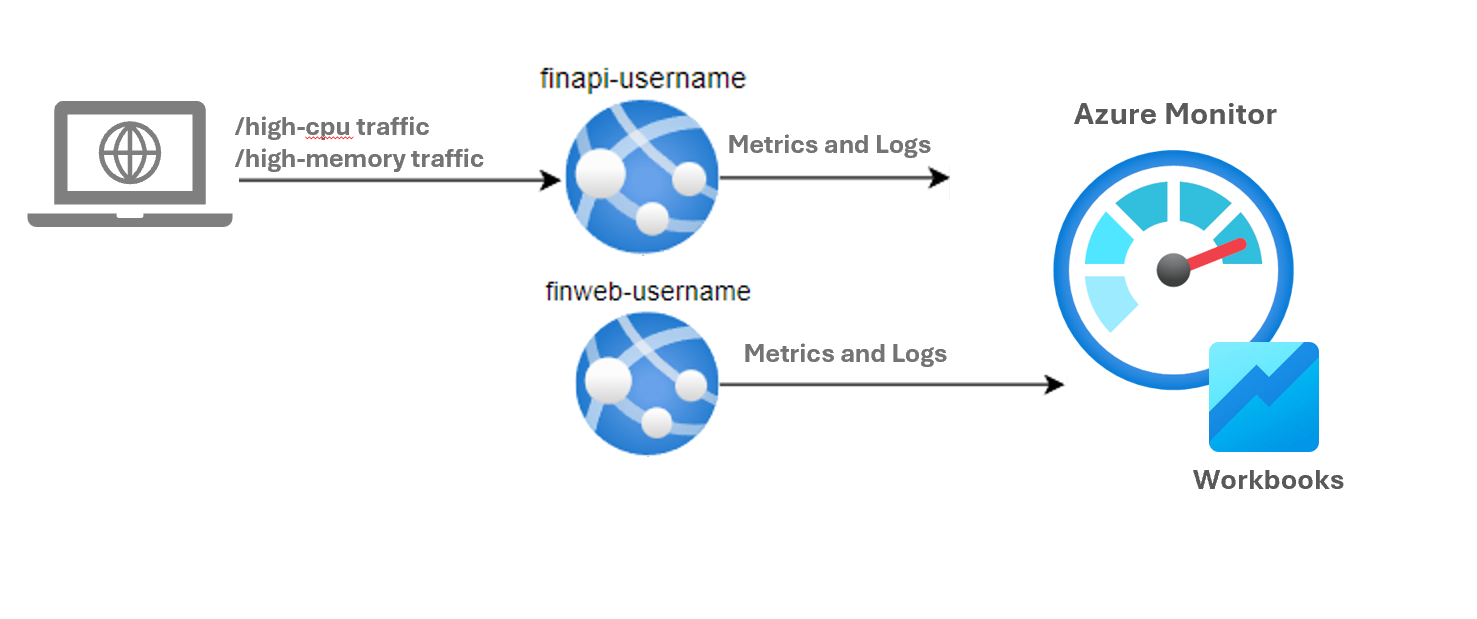 finapi-username
/high-cpu traffic
/high-memory traffic
Metrics and Logs
Azure Monitor
finweb-username
Metrics and Logs
Workbooks